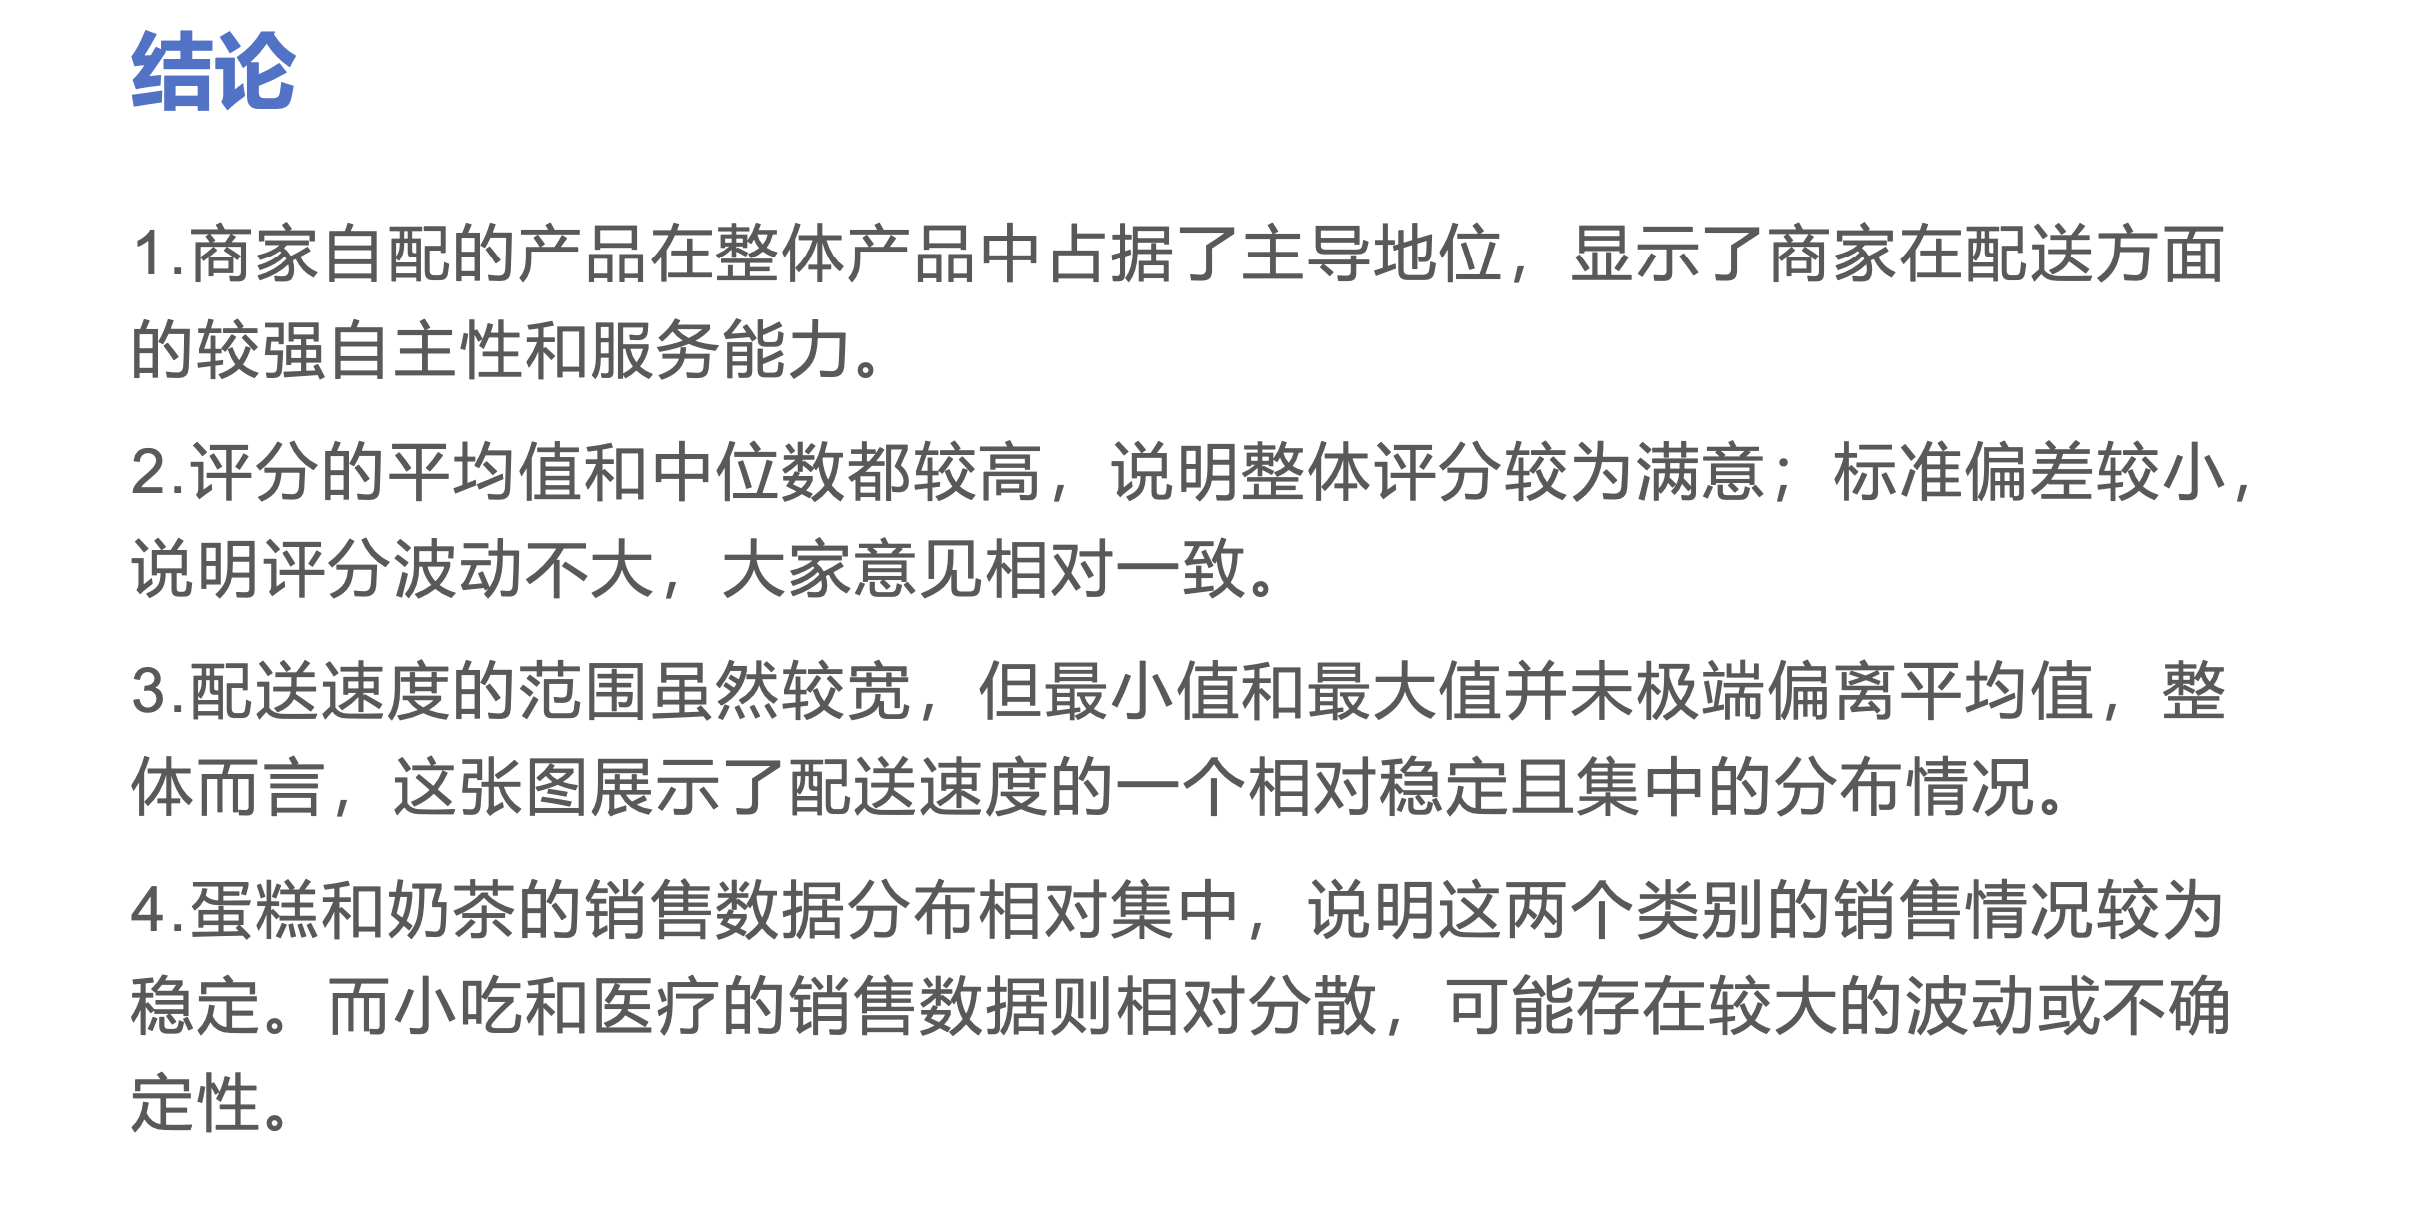 结论
1.商家自配的产品在整体产品中占据了主导地位，显示了商家在配送方面
的较强自主性和服务能力。
2.评分的平均值和中位数都较高，说明整体评分较为满意；标准偏差较小，
说明评分波动不大，大家意见相对一致。
3.配送速度的范围虽然较宽，但最小值和最大值并未极端偏离平均值，整
体而言，这张图展示了配送速度的一个相对稳定且集中的分布情况。
4.蛋糕和奶茶的销售数据分布相对集中，说明这两个类别的销售情况较为
稳定。而小吃和医疗的销售数据则相对分散，可能存在较大的波动或不确
定性。